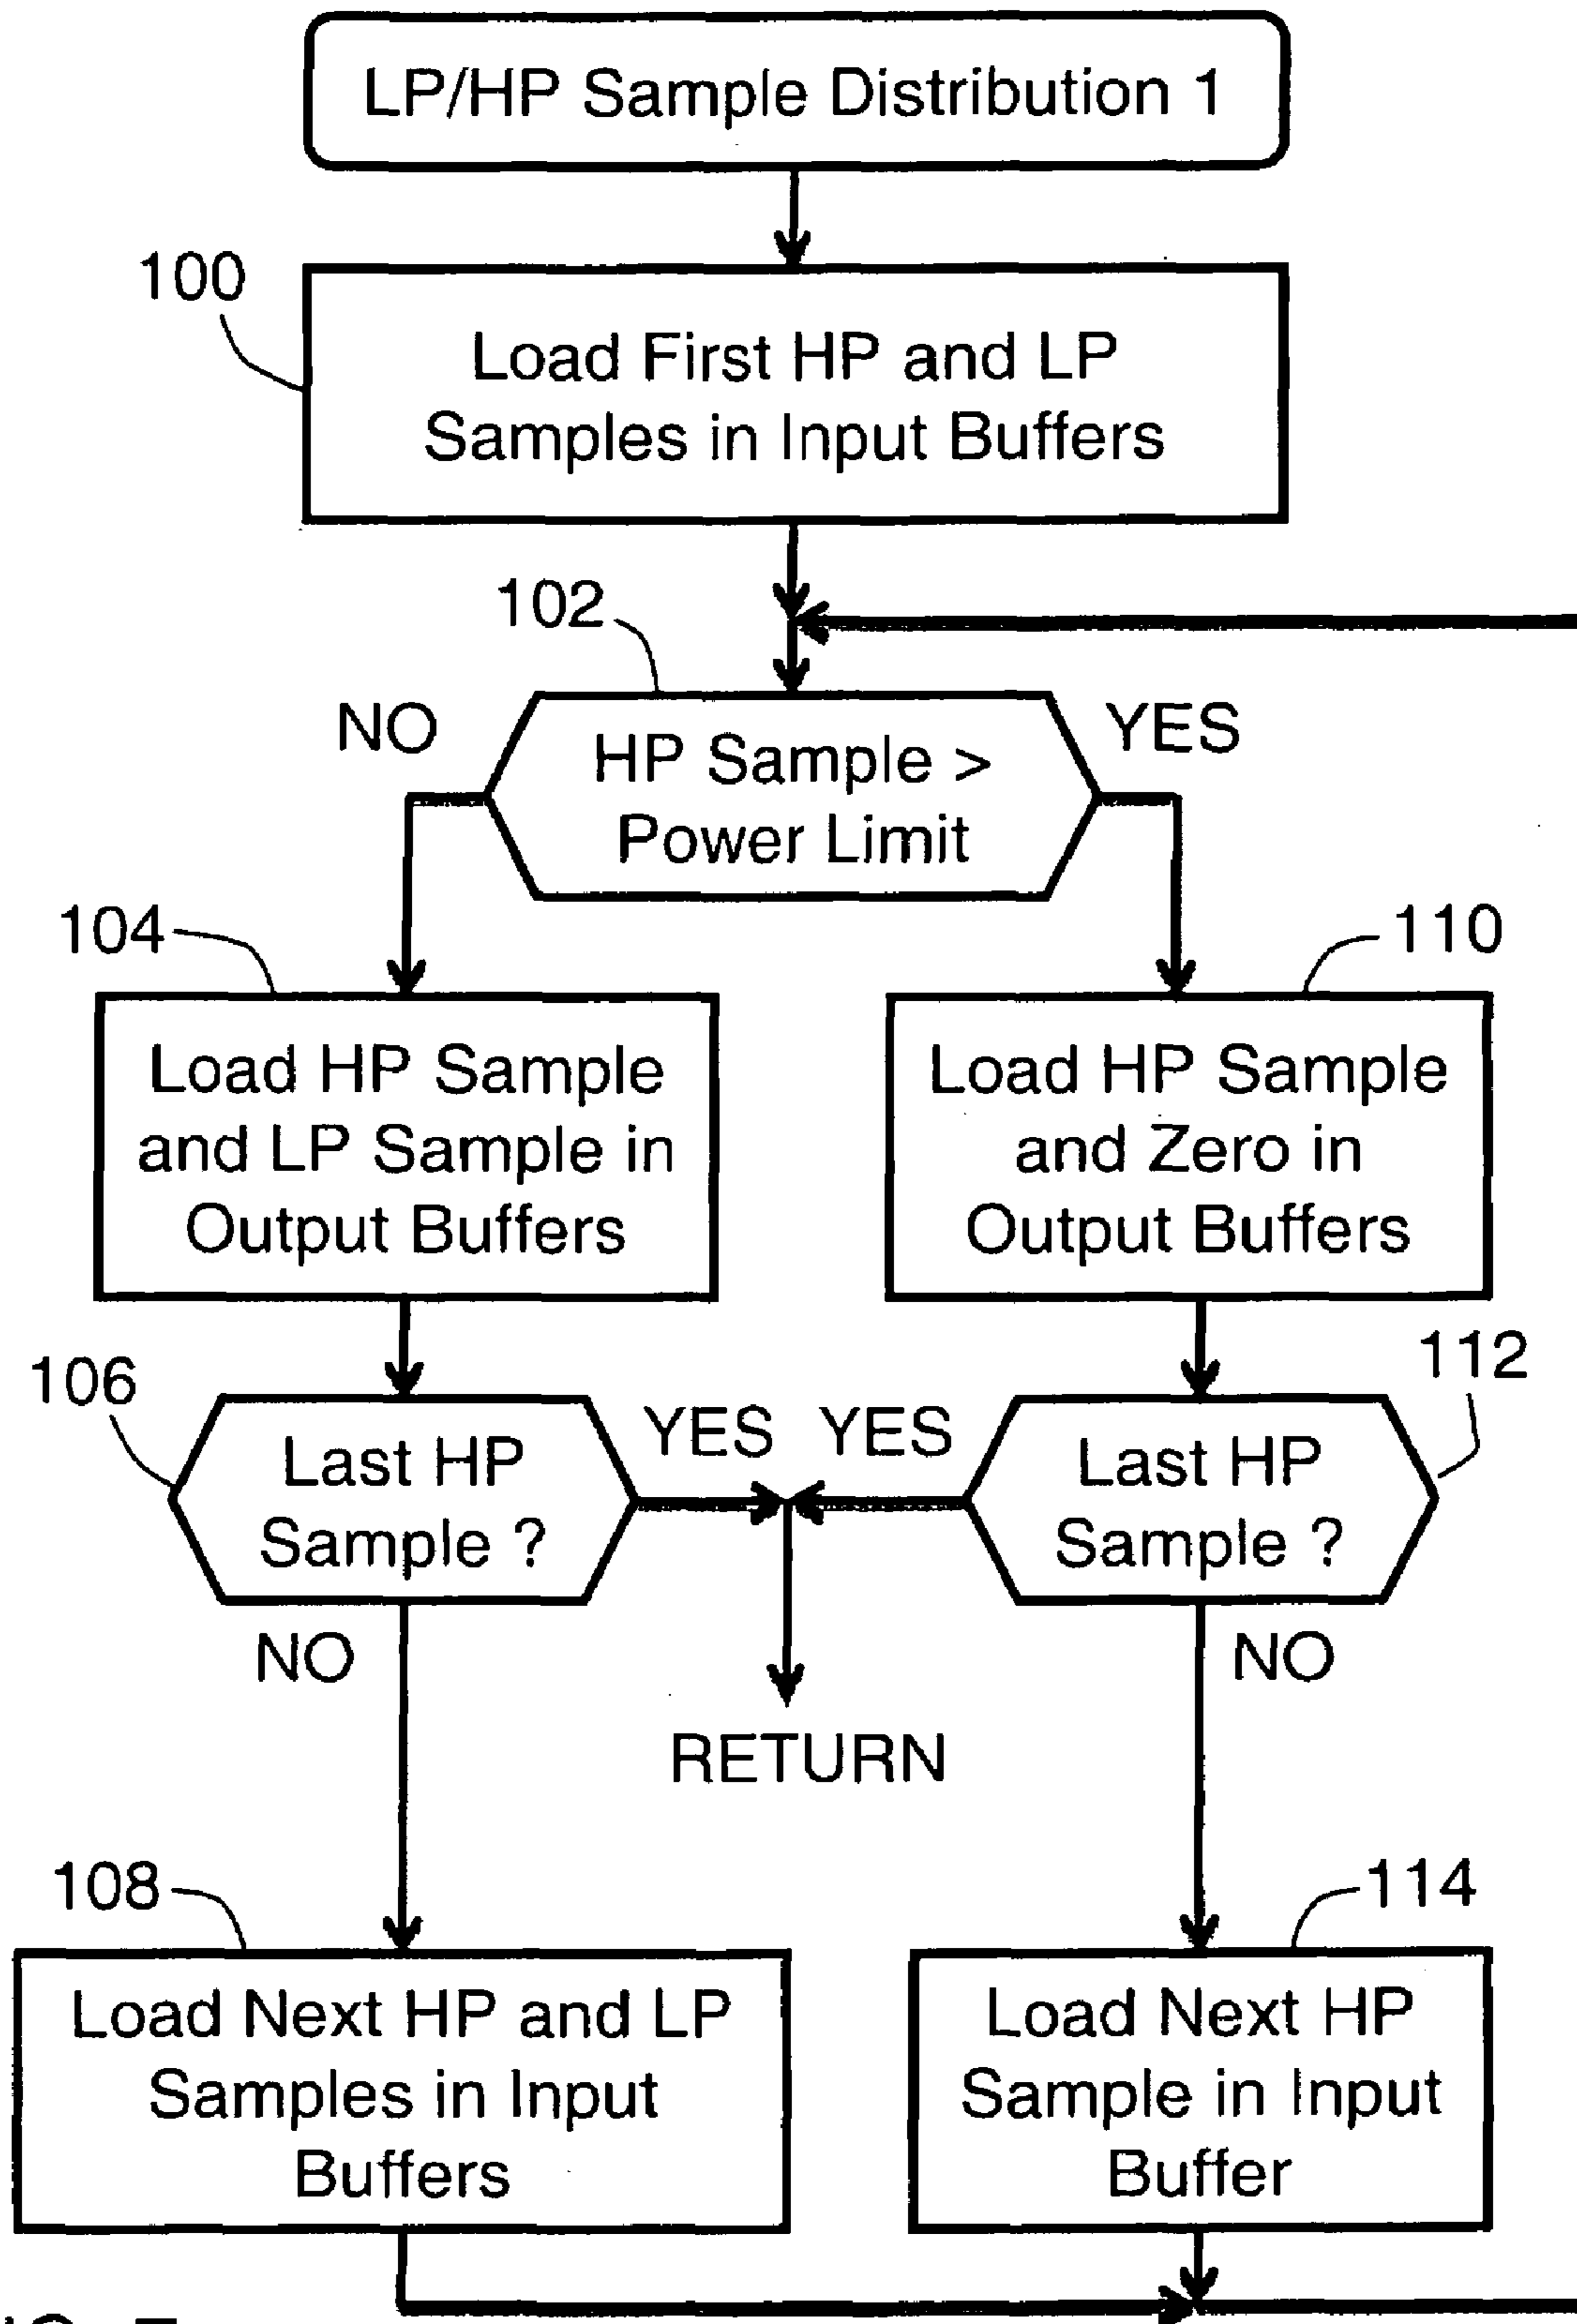 LP/HP Sample Distribution 1
100
Load First HP and LP
Samples in Input Buffers
102
NO
YES
HP Sample >
Power Limit
104
110
Load HP Sample
and LP Sample in
Output Buffers
Load HP Sample
and Zero in
Output Buffers
106
112
YES
YES
Last HP
Sample ?
Last HP
Sample ?
NO
NO
RETURN
108
114
Load Next HP and LP
Samples in Input
Buffers
Load Next HP
Sample in Input
Buffer